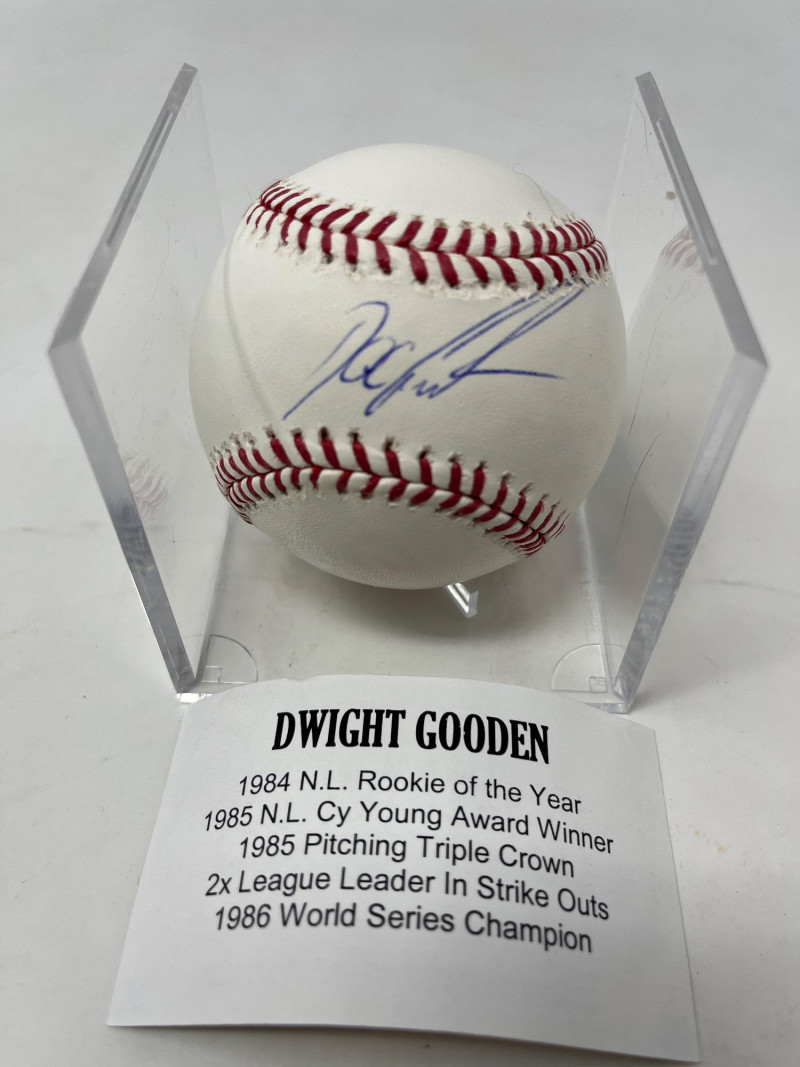 DWIGHT GOODEN
1984 N.L. Rookie of the Year
1985 N.L. Cy Young Award Winner
1985 Pitching Triple Crown
2x League Leader In Strike Outs
1986 World Series Champion